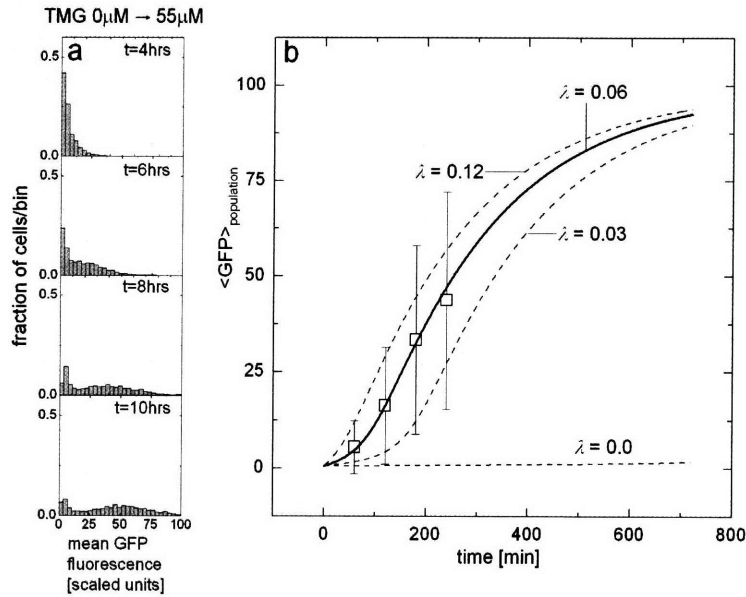 TMG 0μM → 55μM
a
t=4hrs
0.5
0.0
t=6hrs
0.5
0.0
t=8hrs
0.5
0.0
t=10hrs
0.5
0.0
0 25 50 75 100
fraction of cells/bin
mean GFP
fluorescence
[scaled units]
b
100
75
50
25
0
<GFP>population
λ = 0.06
λ = 0.12
λ = 0.03
λ = 0.0
0 200 400 600 800
time [min]